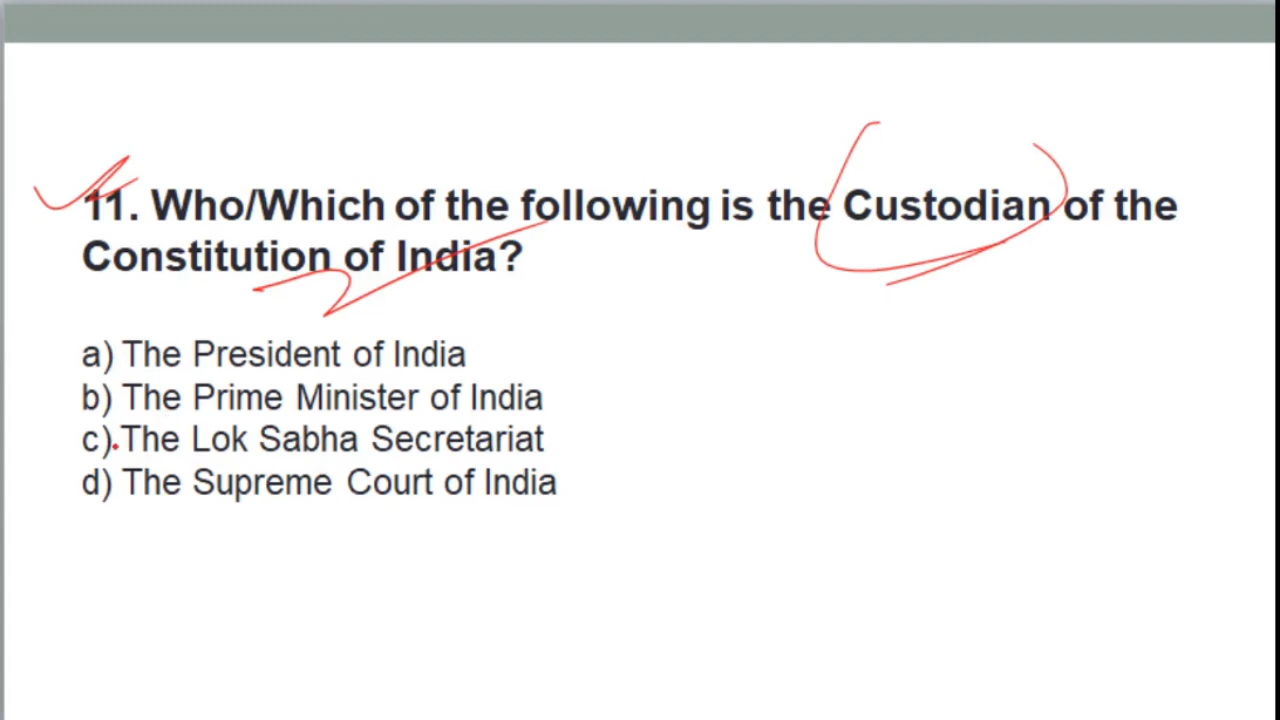 11. Who/Which of the following is the Custodian of the
Constitution of India?
a) The President of India
b) The Prime Minister of India
c) The Lok Sabha Secretariat
d) The Supreme Court of India